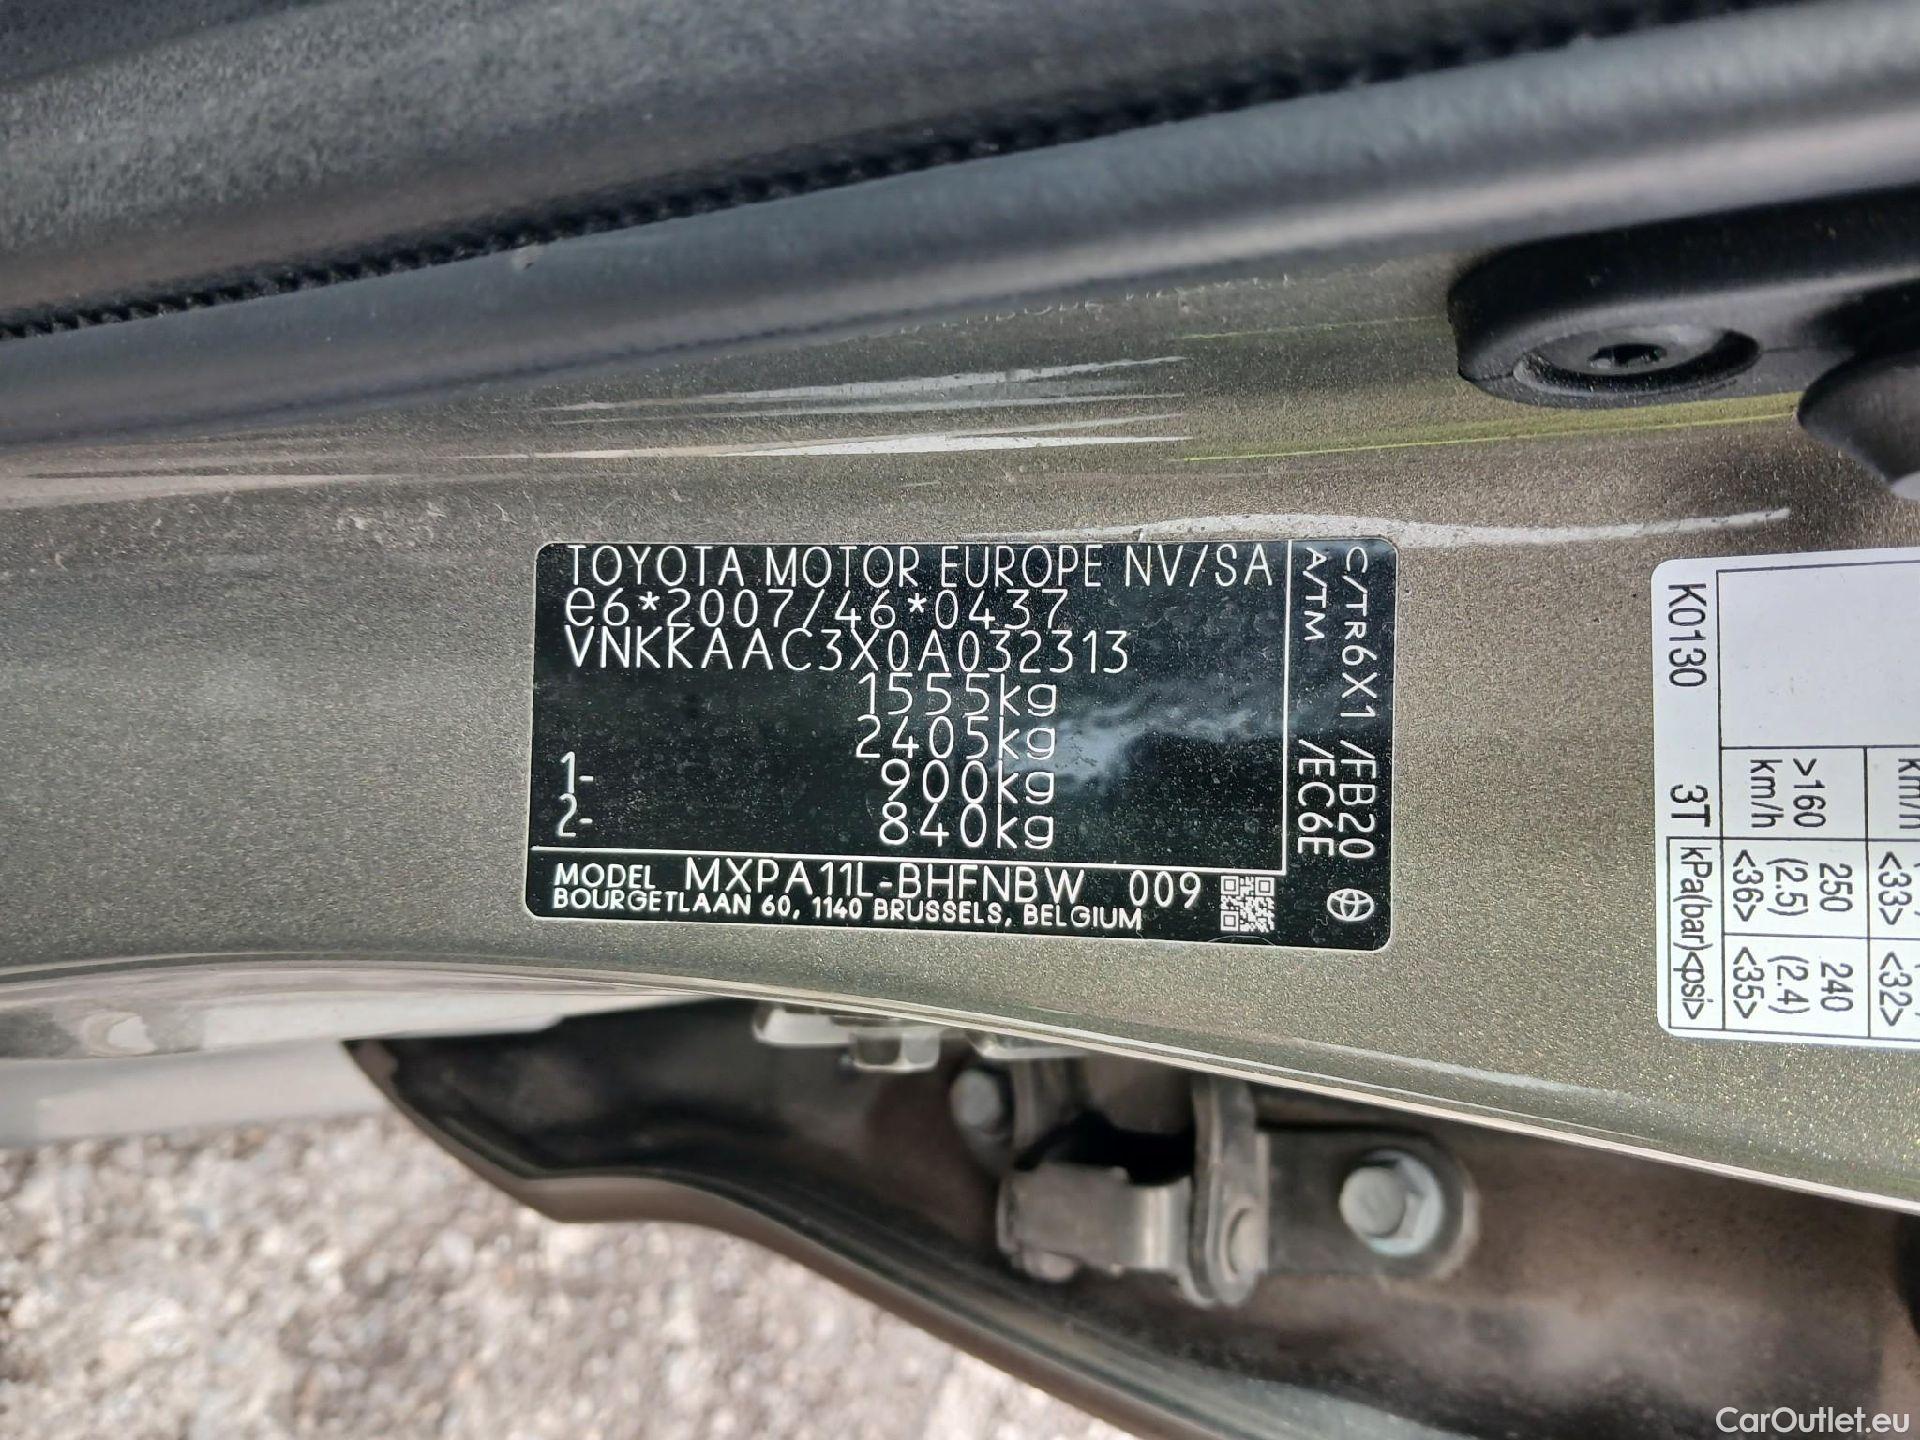 TOYOTA MOTOR EUROPE NV/SA
e6*2007/46*0437
VNKKAAC3X0A032313
1555kg
2405kg
1- 900kg
2- 840kg
MODEL MXPA11L-BHFNBW 009
BOURGETLAAN 60, 1140 BRUSSELS, BELGIUM
C/TR6X1 /FB20
A/TM /EC6E
K0130 3T kPa(bar)<psi>
>160 km/h 250 (2.5) <36> 240 (2.4) <35>
km/h <33> <32>
CarOutlet.eu